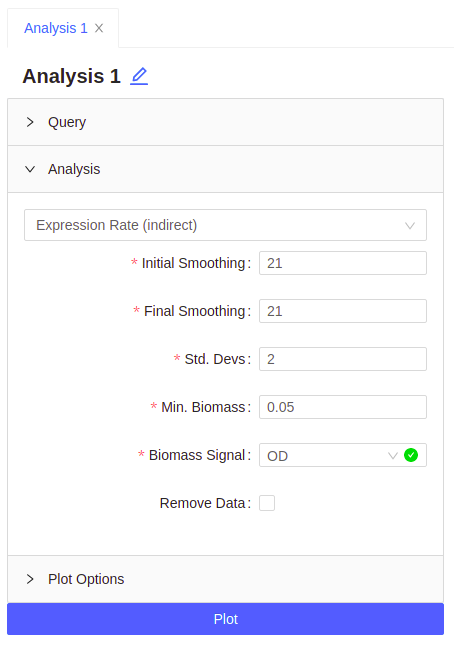 Analysis 1
Analysis 1
Query
Analysis
Expression Rate (indirect)
* Initial Smoothing: 21
* Final Smoothing: 21
* Std. Devs: 2
* Min. Biomass: 0.05
* Biomass Signal: OD
Remove Data:
Plot Options
Plot